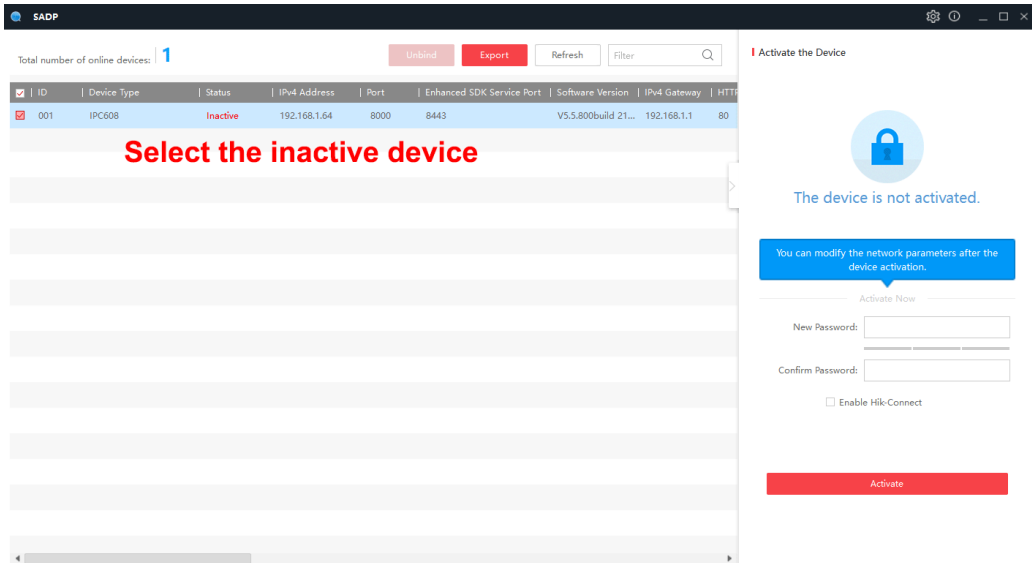 SADP
Total number of online devices: 1
Unbind Export Refresh Filter
ID Device Type Status IPv4 Address Port Enhanced SDK Service Port Software Version IPv4 Gateway HTTP
001 IPC608 Inactive 192.168.1.64 8000 8443 V5.5.800build 21... 192.168.1.1 80
Select the inactive device
Activate the Device
The device is not activated.
You can modify the network parameters after the
device activation.
Activate Now
New Password:
Confirm Password:
Enable Hik-Connect
Activate